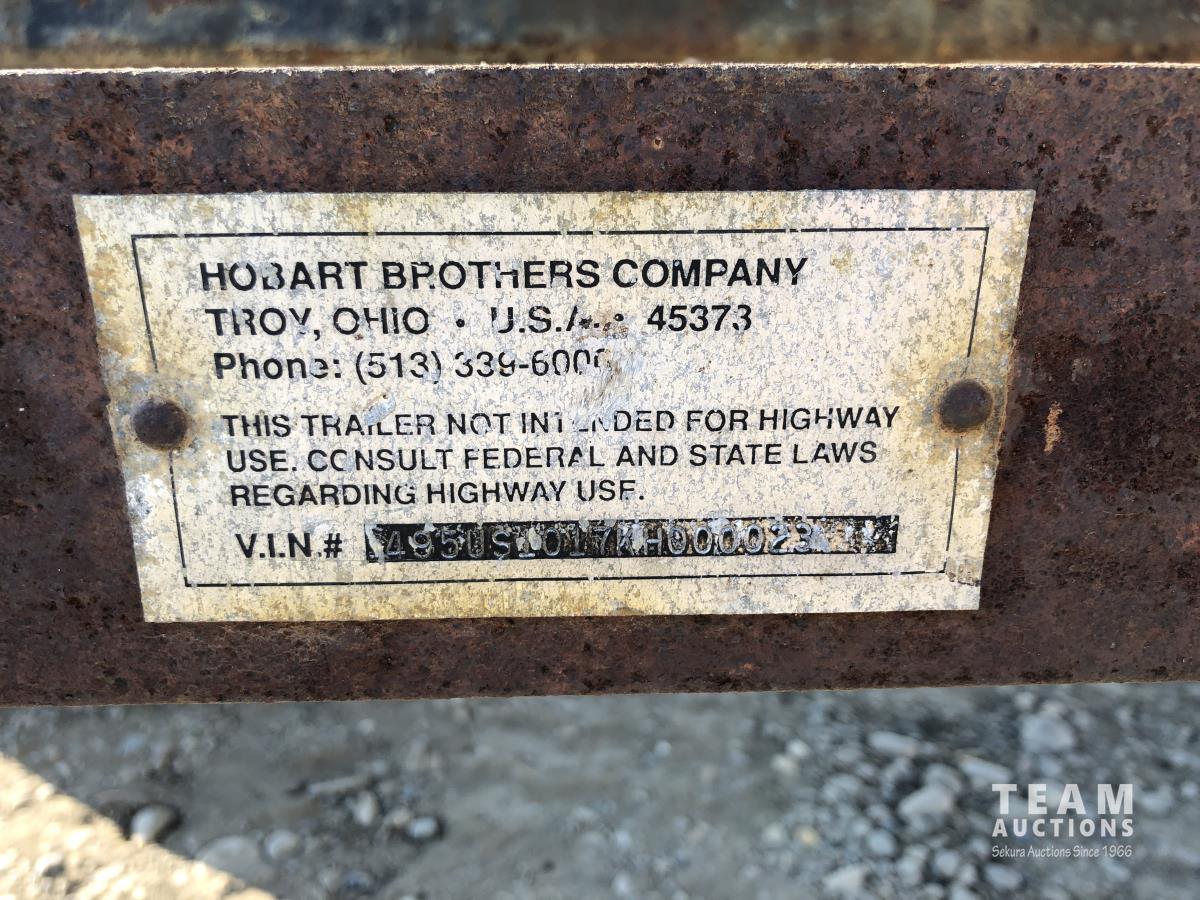 HOBART BROTHERS COMPANY
TROY, OHIO • U.S.A. • 45373
Phone: (513) 339-6000
THIS TRAILER NOT INTENDED FOR HIGHWAY
USE. CONSULT FEDERAL AND STATE LAWS
REGARDING HIGHWAY USE.
V.I.N.#
TEAM
AUCTIONS
Sekura Auctions Since 1966